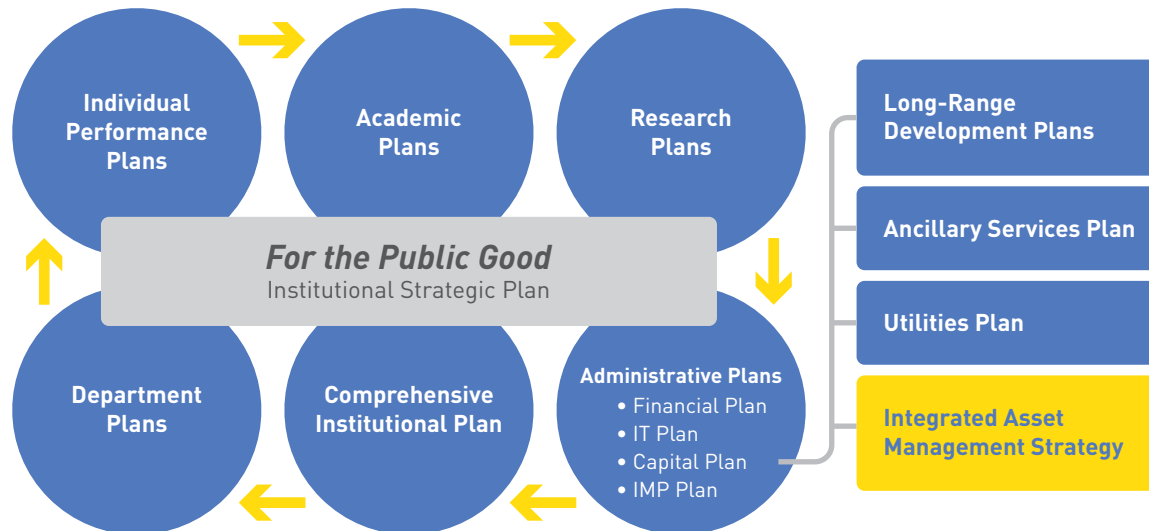 Individual
Performance
Plans
Academic
Plans
Research
Plans
For the Public Good
Institutional Strategic Plan
Department
Plans
Comprehensive
Institutional Plan
Administrative Plans
• Financial Plan
• IT Plan
• Capital Plan
• IMP Plan
Long-Range
Development Plans
Ancillary Services Plan
Utilities Plan
Integrated Asset
Management Strategy